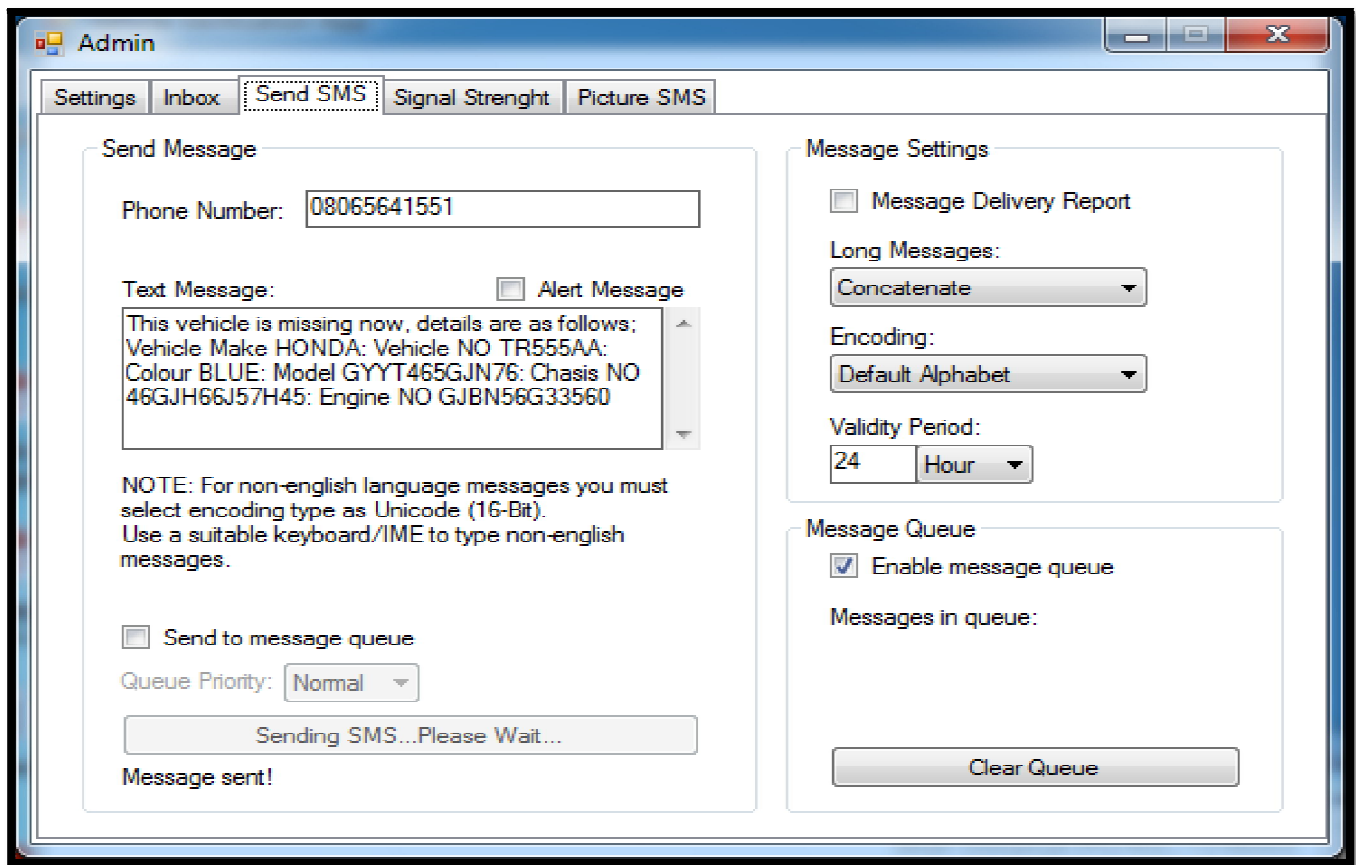 Admin
Settings Inbox Send SMS Signal Strenght Picture SMS
Send Message
Phone Number: 08065641551
Text Message: Alert Message
This vehicle is missing now, details are as follows;
Vehicle Make HONDA: Vehicle NO TR555AA:
Colour BLUE: Model GYYT465GJN76: Chasis NO
46GJH66J57H45: Engine NO GJBN56G33560
NOTE: For non-english language messages you must
select encoding type as Unicode (16-Bit).
Use a suitable keyboard/IME to type non-english
messages.
Send to message queue
Queue Priority: Normal
Sending SMS...Please Wait...
Message sent!
Message Settings
Message Delivery Report
Long Messages:
Concatenate
Encoding:
Default Alphabet
Validity Period:
24 Hour
Message Queue
Enable message queue
Messages in queue:
Clear Queue